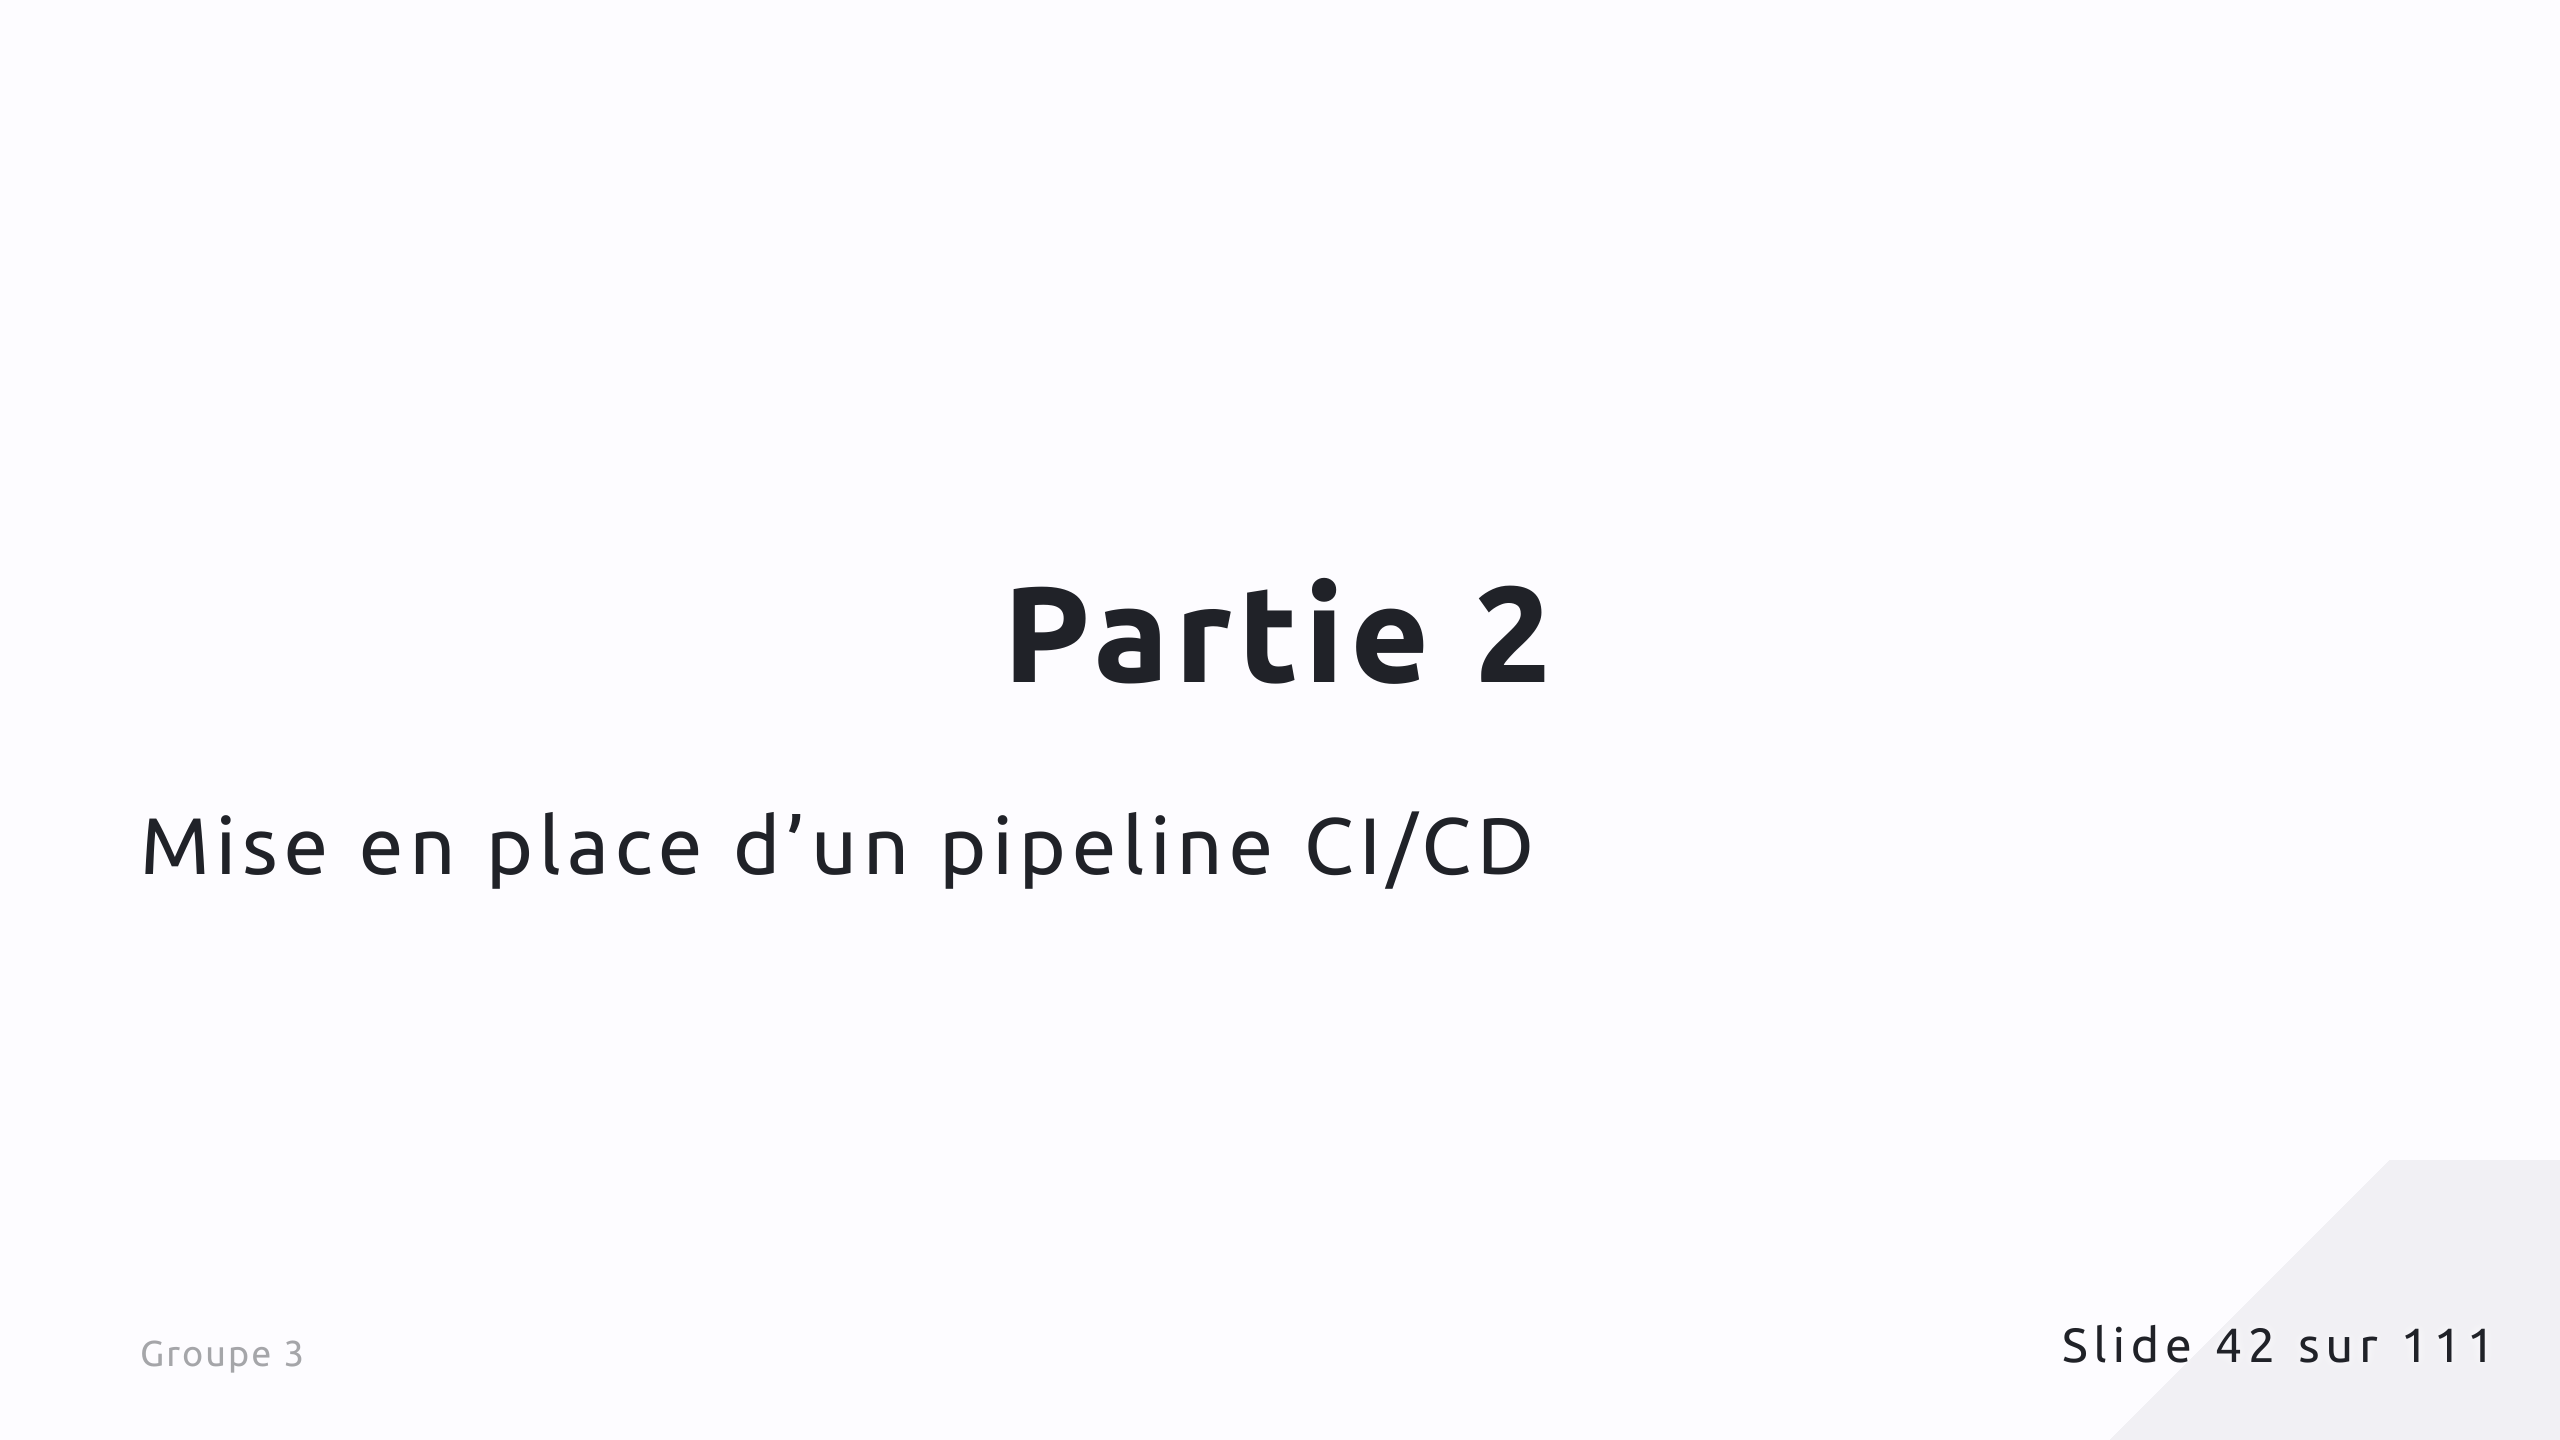 Partie 2
Mise en place d’un pipeline CI/CD
Groupe 3
Slide 42 sur 111